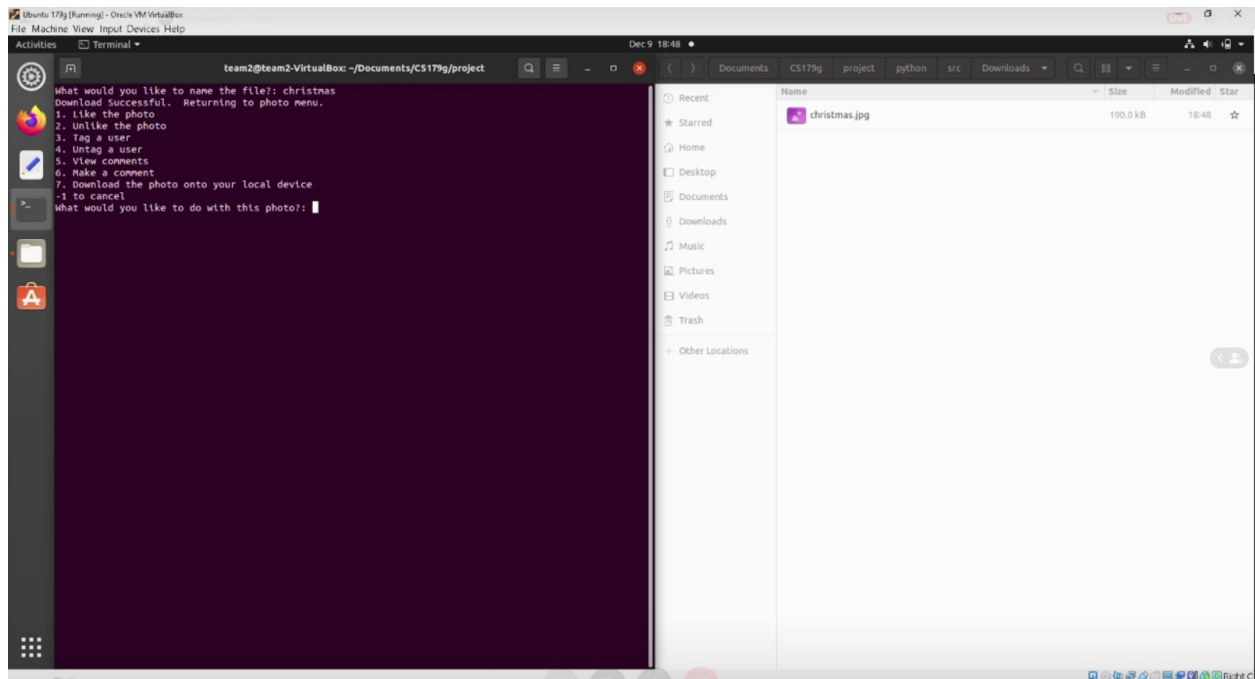 Ubuntu 179g [Running] - Oracle VM VirtualBox
File Machine View Input Devices Help
LIVE
Activities Terminal Dec 9 18:48
team2@team2-VirtualBox: ~/Documents/CS179g/project
What would you like to name the file?: christmas
Download Successful. Returning to photo menu.
1. Like the photo
2. Unlike the photo
3. Tag a user
4. Untag a user
5. View comments
6. Make a comment
7. Download the photo onto your local device
-1 to cancel
What would you like to do with this photo?:
Documents CS179g project python src Downloads
Recent
Starred
Home
Desktop
Documents
Downloads
Music
Pictures
Videos
Trash
+ Other Locations
Name Size Modified Star
christmas.jpg 190.0 kB 18:48
Right C